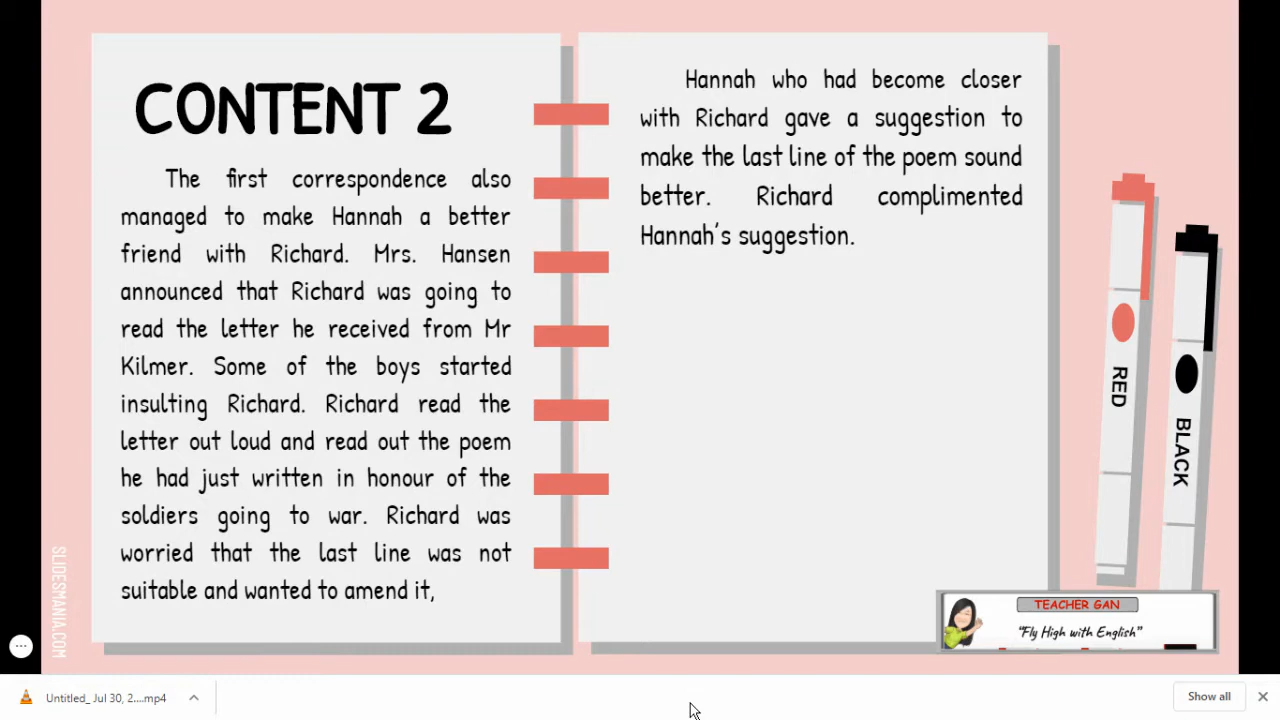 CONTENT 2
The first correspondence also
managed to make Hannah a better
friend with Richard. Mrs. Hansen
announced that Richard was going to
read the letter he received from Mr
Kilmer. Some of the boys started
insulting Richard. Richard read the
letter out loud and read out the poem
he had just written in honour of the
soldiers going to war. Richard was
worried that the last line was not
suitable and wanted to amend it,
Hannah who had become closer
with Richard gave a suggestion to
make the last line of the poem sound
better. Richard complimented
Hannah's suggestion.
RED
BLACK
SLIDESMANIA.COM
TEACHER GAN
"Fly High with English"
Untitled_ Jul 30, 2....mp4
Show all